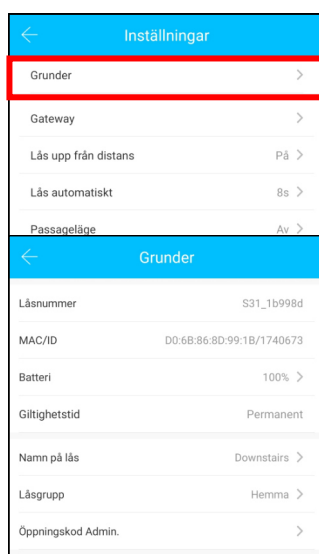 Inställningar
Grunder
Gateway
Lås upp från distans På
Lås automatiskt 8s
Passageläge Av
Grunder
Låsnummer S31_1b998d
MAC/ID D0:6B:86:8D:99:1B/1740673
Batteri 100%
Giltighetstid Permanent
Namn på lås Downstairs
Låsgrupp Hemma
Öppningskod Admin.